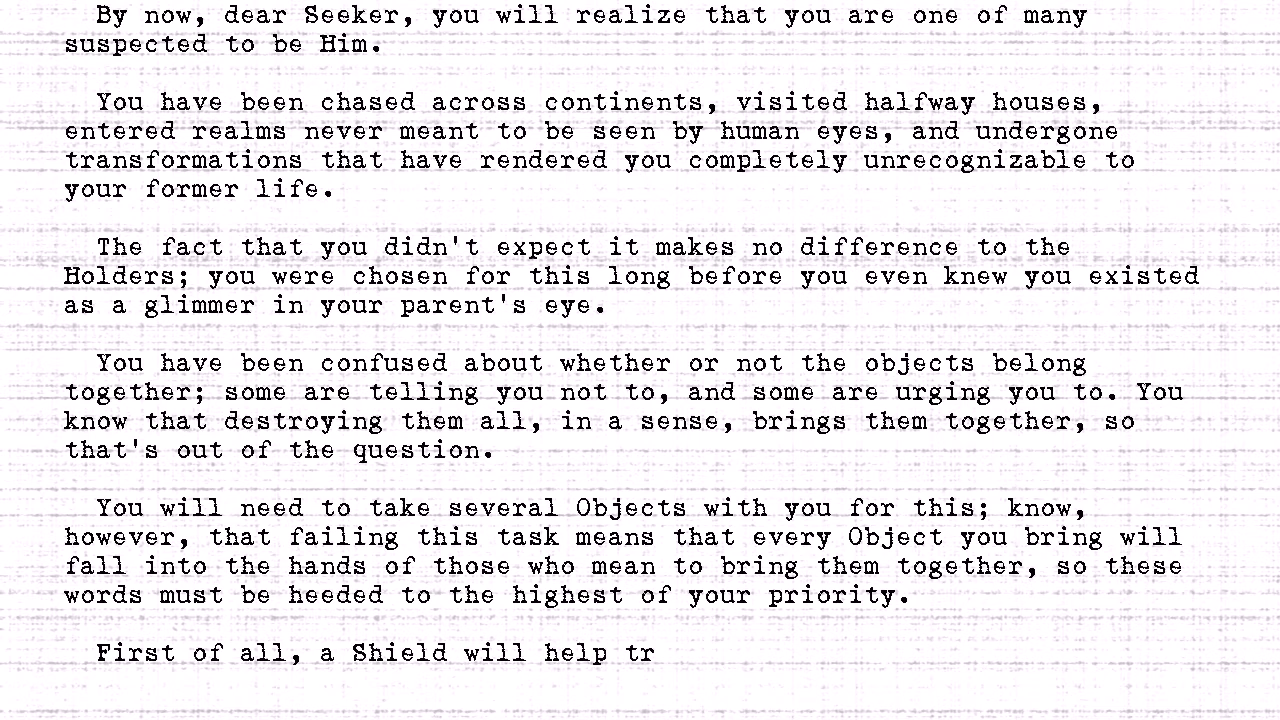 By now, dear Seeker, you will realize that you are one of many
suspected to be Him.
You have been chased across continents, visited halfway houses,
entered realms never meant to be seen by human eyes, and undergone
transformations that have rendered you completely unrecognizable to
your former life.
The fact that you didn't expect it makes no difference to the
Holders; you were chosen for this long before you even knew you existed
as a glimmer in your parent's eye.
You have been confused about whether or not the objects belong
together; some are telling you not to, and some are urging you to. You
know that destroying them all, in a sense, brings them together, so
that's out of the question.
You will need to take several Objects with you for this; know,
however, that failing this task means that every Object you bring will
fall into the hands of those who mean to bring them together, so these
words must be heeded to the highest of your priority.
First of all, a Shield will help tr